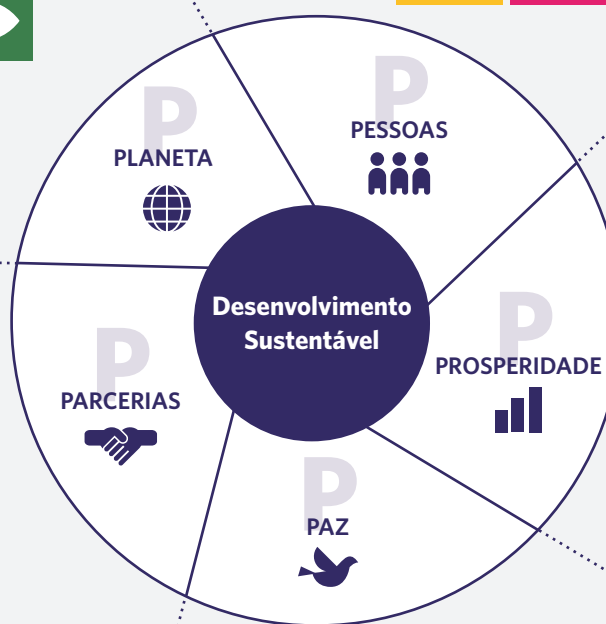 P
PESSOAS
P
PLANETA
Desenvolvimento
Sustentável
P
PROSPERIDADE
P
PARCERIAS
P
PAZ